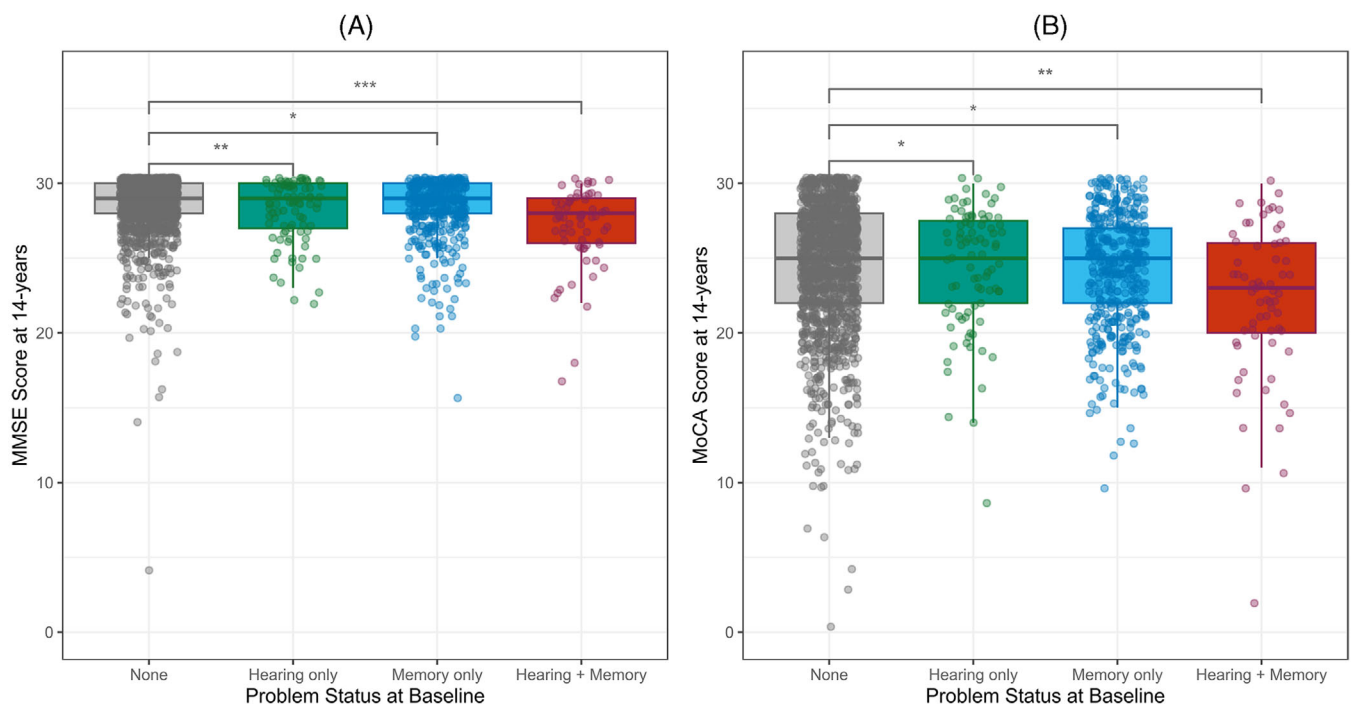 (A)
***
*
**
30
20
10
0
MMSE Score at 14-years
None Hearing only Memory only Hearing + Memory
Problem Status at Baseline
(B)
**
*
*
30
20
10
0
MoCA Score at 14-years
None Hearing only Memory only Hearing + Memory
Problem Status at Baseline